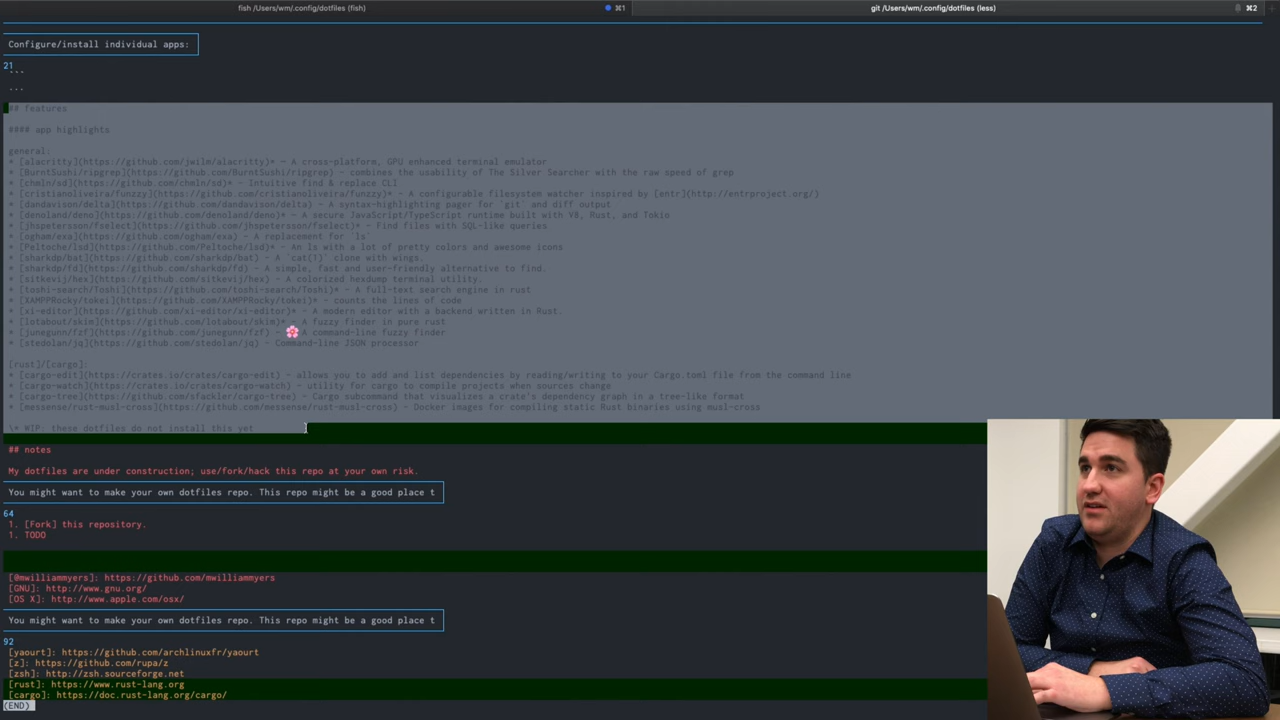 fish /Users/wm/.config/dotfiles (fish)
⌘1
git /Users/wm/.config/dotfiles (less)
⌘2
Configure/install individual apps:
21
```
```
## features
#### app highlights
general:
* [alacritty](https://github.com/jwilm/alacritty)* - A cross-platform, GPU enhanced terminal emulator
* [BurntSushi/ripgrep](https://github.com/BurntSushi/ripgrep) - combines the usability of The Silver Searcher with the raw speed of grep
* [chmln/sd](https://github.com/chmln/sd)* - Intuitive find & replace CLI
* [cristianoliveira/funzzy](https://github.com/cristianoliveira/funzzy)* - A configurable filesystem watcher inspired by [entr](http://entrproject.org/)
* [dandavison/delta](https://github.com/dandavison/delta) - A syntax-highlighting pager for `git` and diff output
* [denoland/deno](https://github.com/denoland/deno)* - A secure JavaScript/TypeScript runtime built with V8, Rust, and Tokio
* [jhspetersson/fselect](https://github.com/jhspetersson/fselect)* - Find files with SQL-like queries
* [ogham/exa](https://github.com/ogham/exa) - A replacement for `ls`
* [Peltoche/lsd](https://github.com/Peltoche/lsd)* - An ls with a lot of pretty colors and awesome icons
* [sharkdp/bat](https://github.com/sharkdp/bat) - A `cat(1)` clone with wings.
* [sharkdp/fd](https://github.com/sharkdp/fd) - A simple, fast and user-friendly alternative to find.
* [sitkevij/hex](https://github.com/sitkevij/hex) - A colorized hexdump terminal utility.
* [toshi-search/Toshi](https://github.com/toshi-search/Toshi)* - A full-text search engine in rust
* [XAMPPRocky/tokei](https://github.com/XAMPPRocky/tokei)* - counts the lines of code
* [xi-editor](https://github.com/xi-editor/xi-editor)* - A modern editor with a backend written in Rust.
* [lotabout/skim](https://github.com/lotabout/skim)* - A fuzzy finder in pure rust
* [junegunn/fzf](https://github.com/junegunn/fzf) - 🌸 A command-line fuzzy finder
* [stedolan/jq](https://github.com/stedolan/jq) - Command-line JSON processor
[rust]/[cargo]:
* [cargo-edit](https://crates.io/crates/cargo-edit) - allows you to add and list dependencies by reading/writing to your Cargo.toml file from the command line
* [cargo-watch](https://crates.io/crates/cargo-watch) - utility for cargo to compile projects when sources change
* [cargo-tree](https://github.com/sfackler/cargo-tree) - Cargo subcommand that visualizes a crate's dependency graph in a tree-like format
* [messense/rust-musl-cross](https://github.com/messense/rust-musl-cross) - Docker images for compiling static Rust binaries using musl-cross
\* WIP: these dotfiles do not install this yet
## notes
My dotfiles are under construction; use/fork/hack this repo at your own risk.
You might want to make your own dotfiles repo. This repo might be a good place t
64
1. [Fork] this repository.
1. TODO
[@mwilliammyers]: https://github.com/mwilliammyers
[GNU]: http://www.gnu.org/
[OS X]: http://www.apple.com/osx/
You might want to make your own dotfiles repo. This repo might be a good place t
92
[yaourt]: https://github.com/archlinuxfr/yaourt
[z]: https://github.com/rupa/z
[zsh]: http://zsh.sourceforge.net
[rust]: https://www.rust-lang.org
[cargo]: https://doc.rust-lang.org/cargo/
(END)